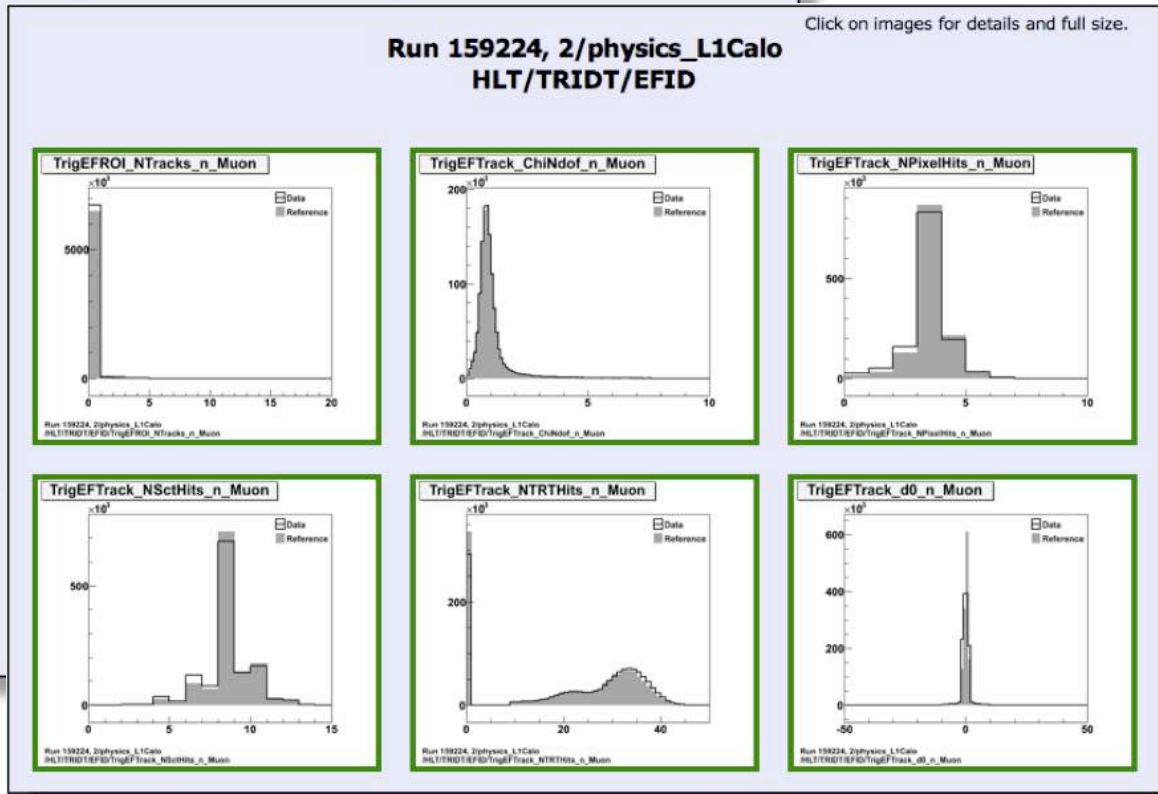 Click on images for details and full size.
Run 159224, 2/physics_L1Calo
HLT/TRIDT/EFID
TrigEFROI_NTracks_n_Muon
×10³
Data
Reference
5000
0
0 5 10 15 20
Run 159224, 2/physics_L1Calo
/HLT/TRIDT/EFID/TrigEFROI_NTracks_n_Muon
TrigEFTrack_ChiNdof_n_Muon
×10³
200
Data
Reference
100
0
0 5 10
Run 159224, 2/physics_L1Calo
/HLT/TRIDT/EFID/TrigEFTrack_ChiNdof_n_Muon
TrigEFTrack_NPixelHits_n_Muon
×10³
Data
Reference
500
0
0 5 10
Run 159224, 2/physics_L1Calo
/HLT/TRIDT/EFID/TrigEFTrack_NPixelHits_n_Muon
TrigEFTrack_NSctHits_n_Muon
×10³
Data
Reference
500
0
0 5 10 15
Run 159224, 2/physics_L1Calo
/HLT/TRIDT/EFID/TrigEFTrack_NSctHits_n_Muon
TrigEFTrack_NTRTHits_n_Muon
×10³
Data
Reference
200
0
0 20 40
Run 159224, 2/physics_L1Calo
/HLT/TRIDT/EFID/TrigEFTrack_NTRTHits_n_Muon
TrigEFTrack_d0_n_Muon
×10³
600
Data
Reference
400
200
0
-50 0 50
Run 159224, 2/physics_L1Calo
/HLT/TRIDT/EFID/TrigEFTrack_d0_n_Muon